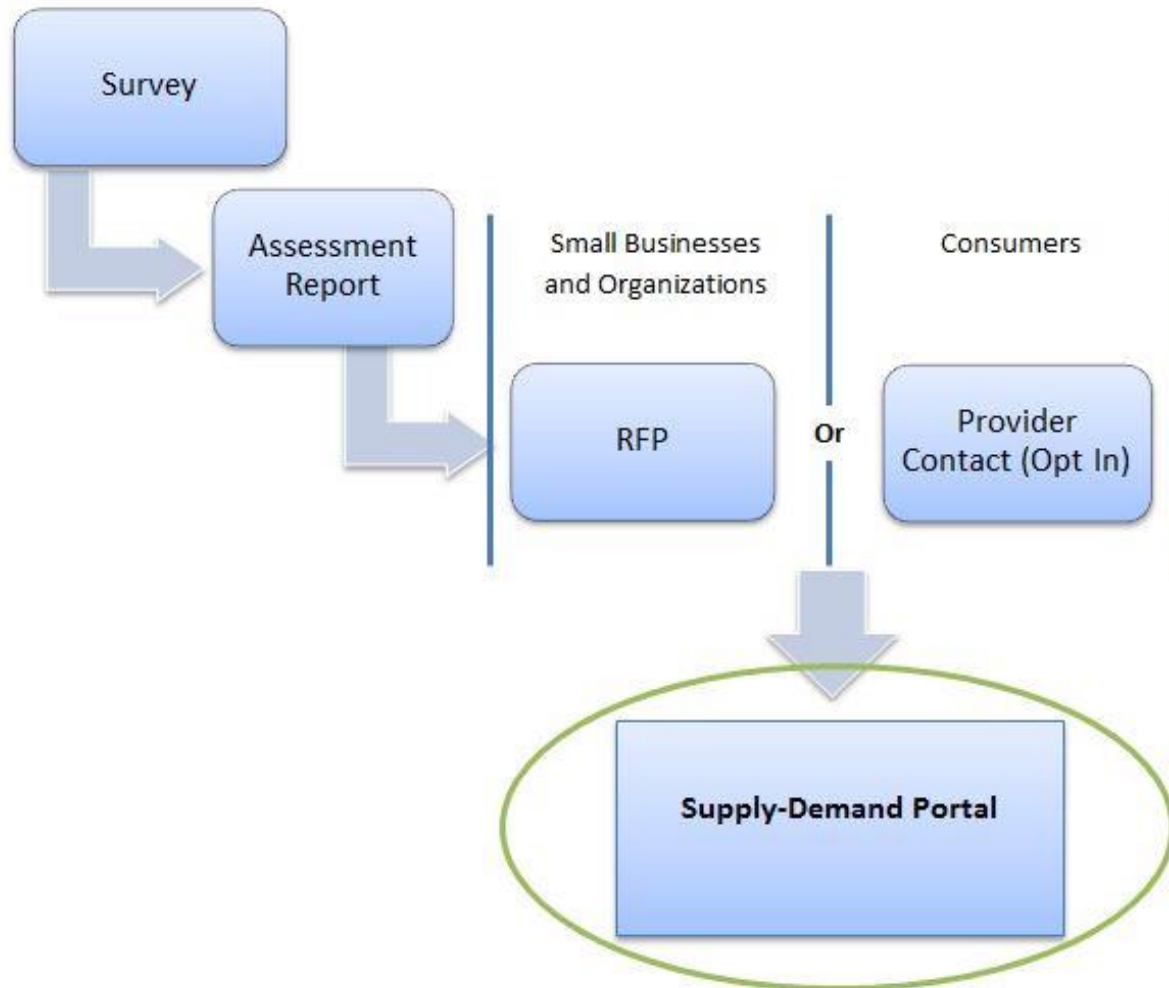 Survey
Assessment
Report
Small Businesses
and Organizations
Consumers
RFP
Or
Provider
Contact (Opt In)
Supply-Demand Portal